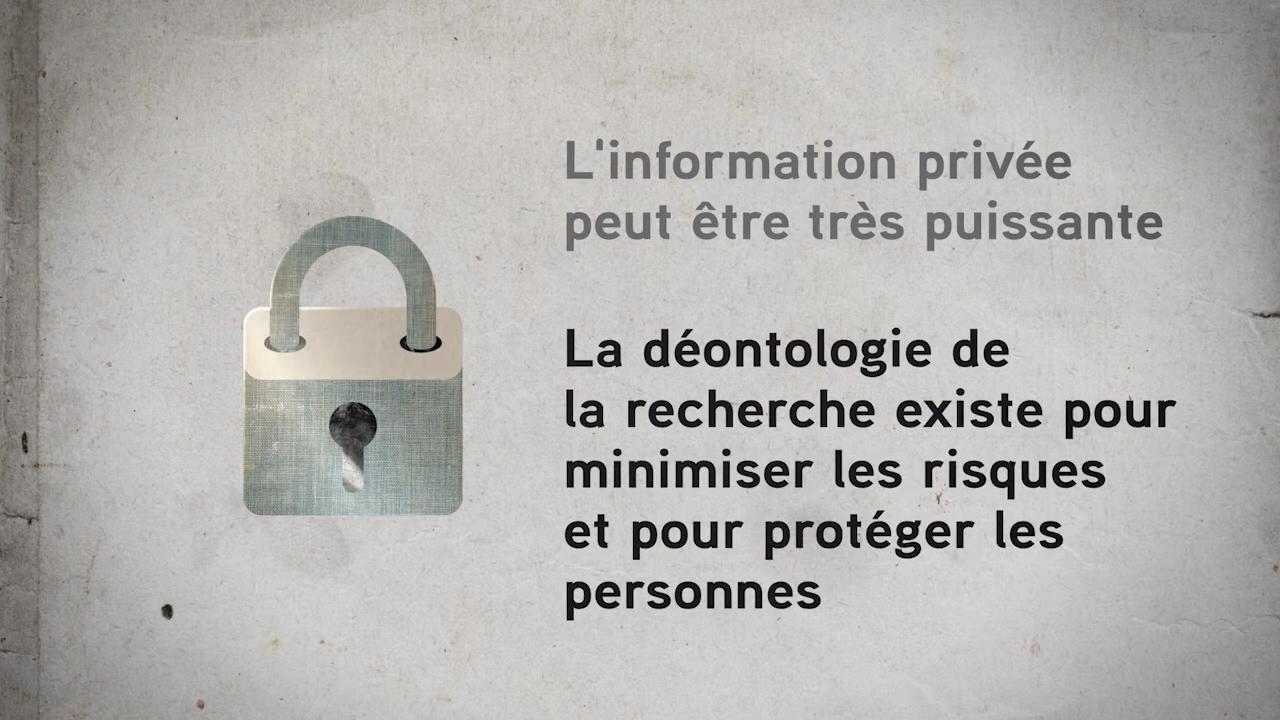 L'information privée
peut être très puissante
La déontologie de
la recherche existe pour
minimiser les risques
et pour protéger les
personnes